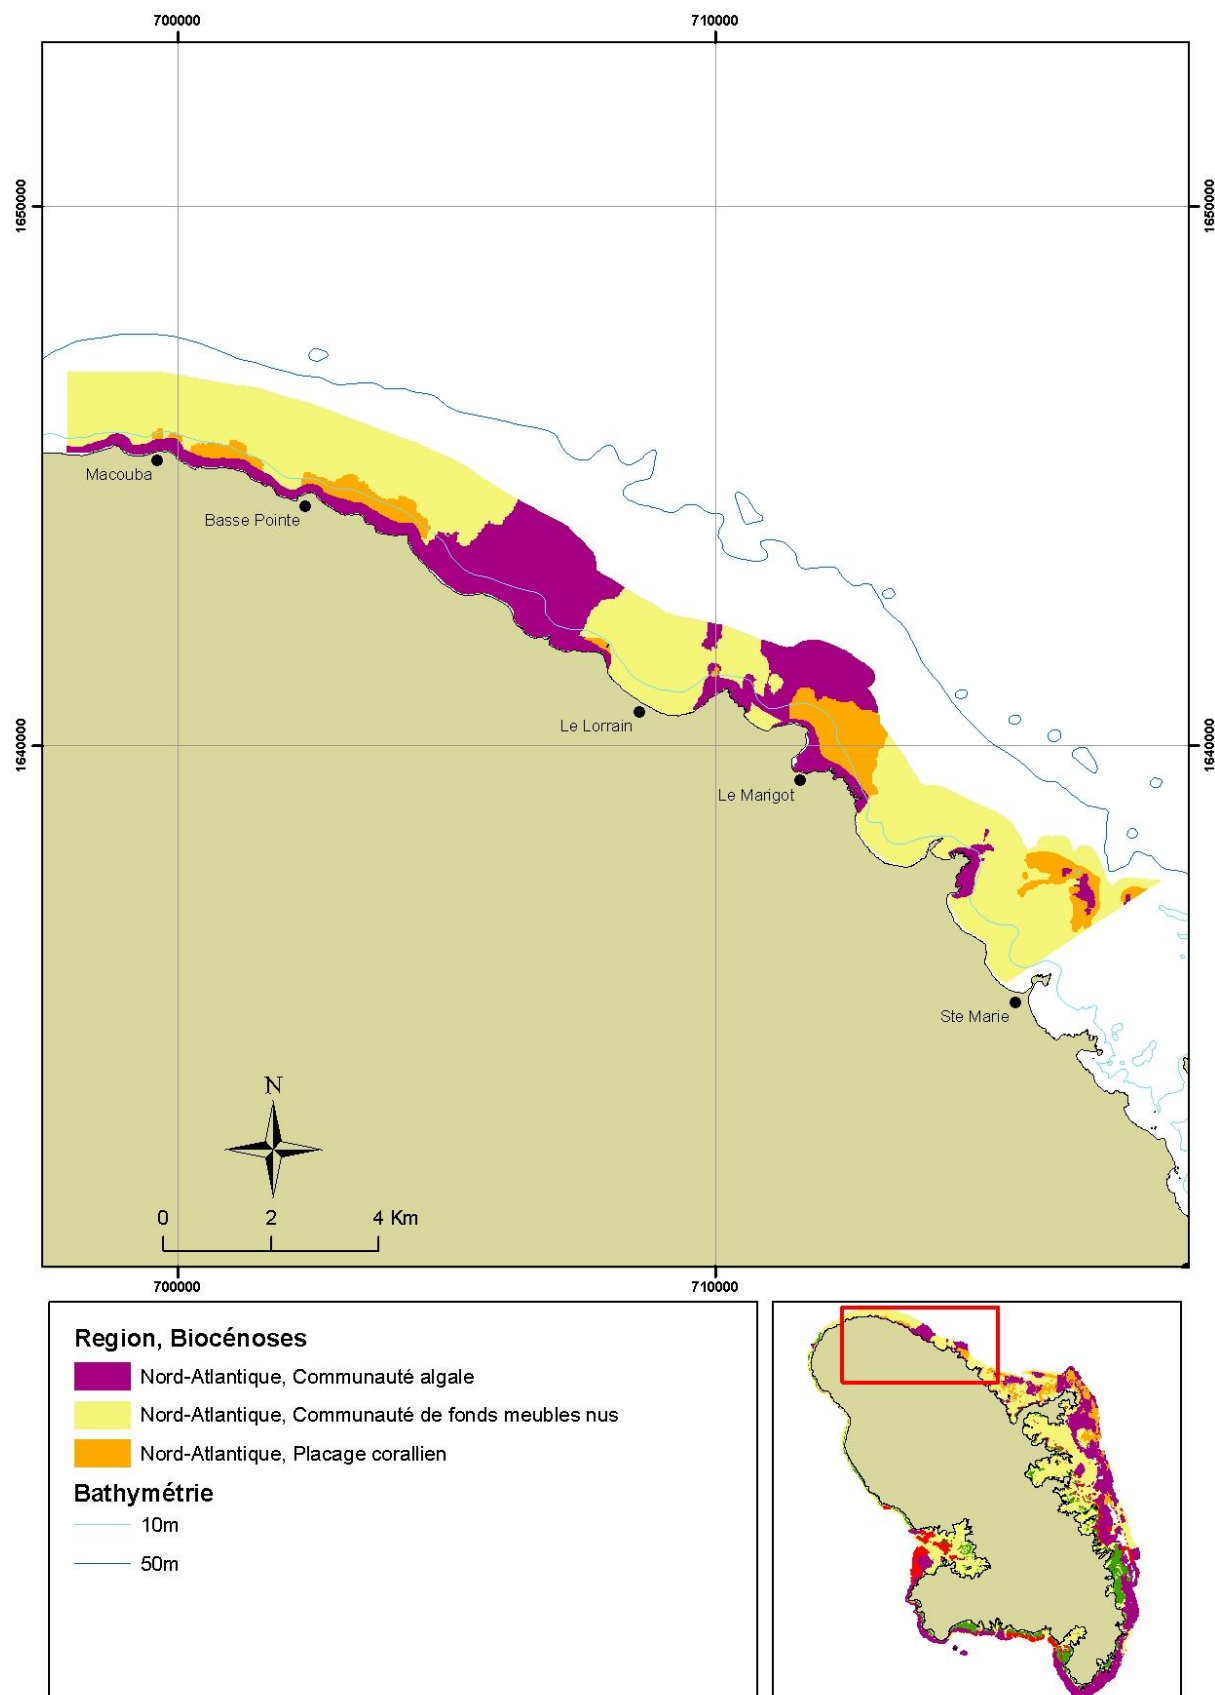 700000
710000
1650000
1650000
Macouba
Basse Pointe
Le Lorrain
1640000
1640000
Le Marigot
Ste Marie
N
0 2 4 Km
700000
710000
Region, Biocénoses
Nord-Atlantique, Communauté algale
Nord-Atlantique, Communauté de fonds meubles nus
Nord-Atlantique, Placage corallien
Bathymétrie
10m
50m